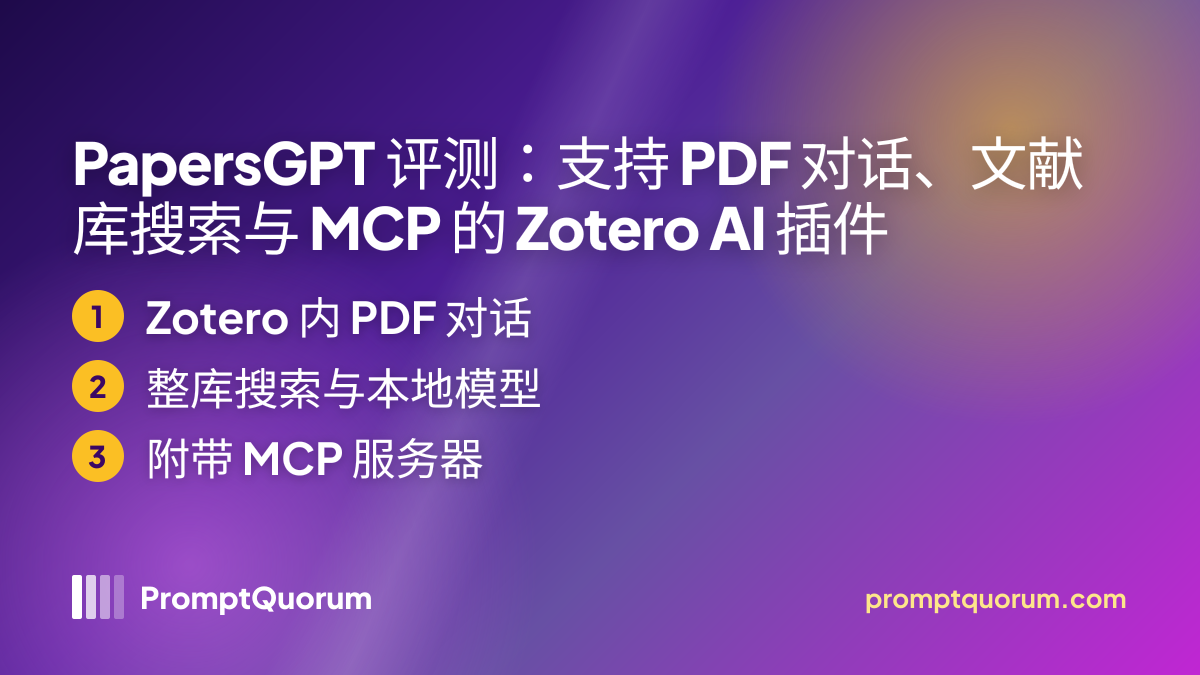 PapersGPT 评测：支持 PDF 对话、文献
库搜索与 MCP 的 Zotero AI 插件
1 Zotero 内 PDF 对话
2 整库搜索与本地模型
3 附带 MCP 服务器
PromptQuorum
promptquorum.com